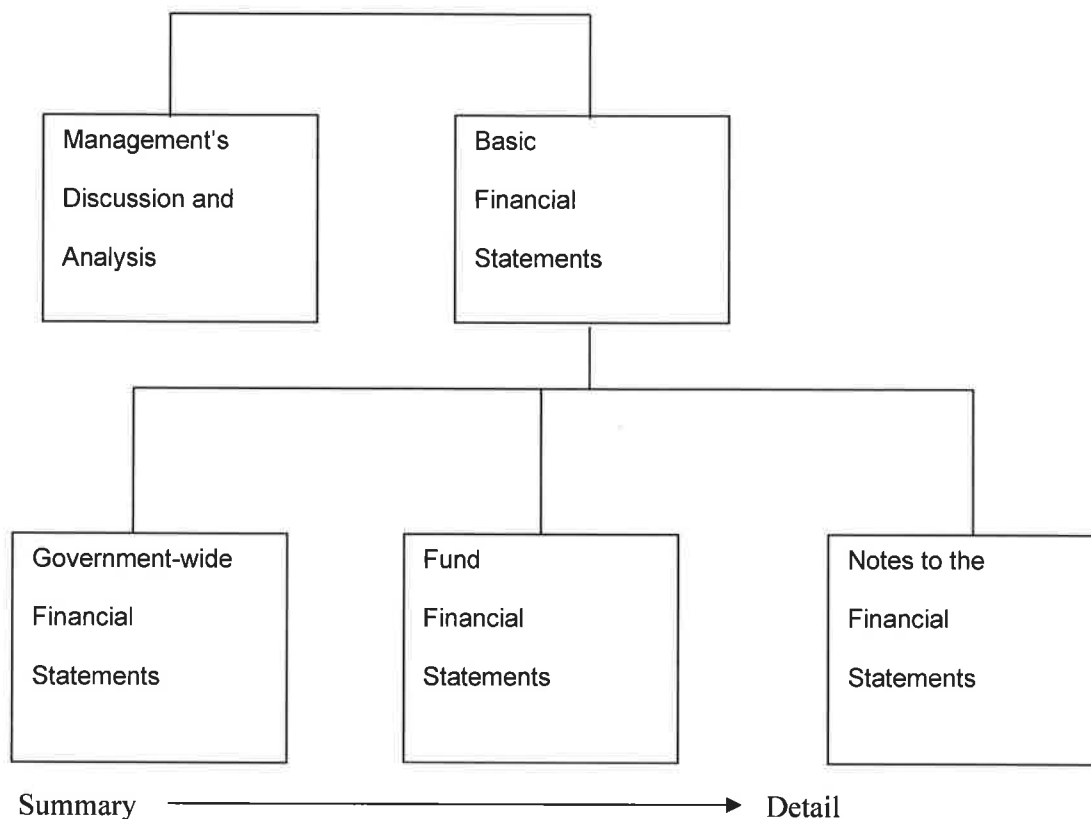 Management's
Discussion and
Analysis
Basic
Financial
Statements
Government-wide
Financial
Statements
Fund
Financial
Statements
Notes to the
Financial
Statements
Summary
Detail